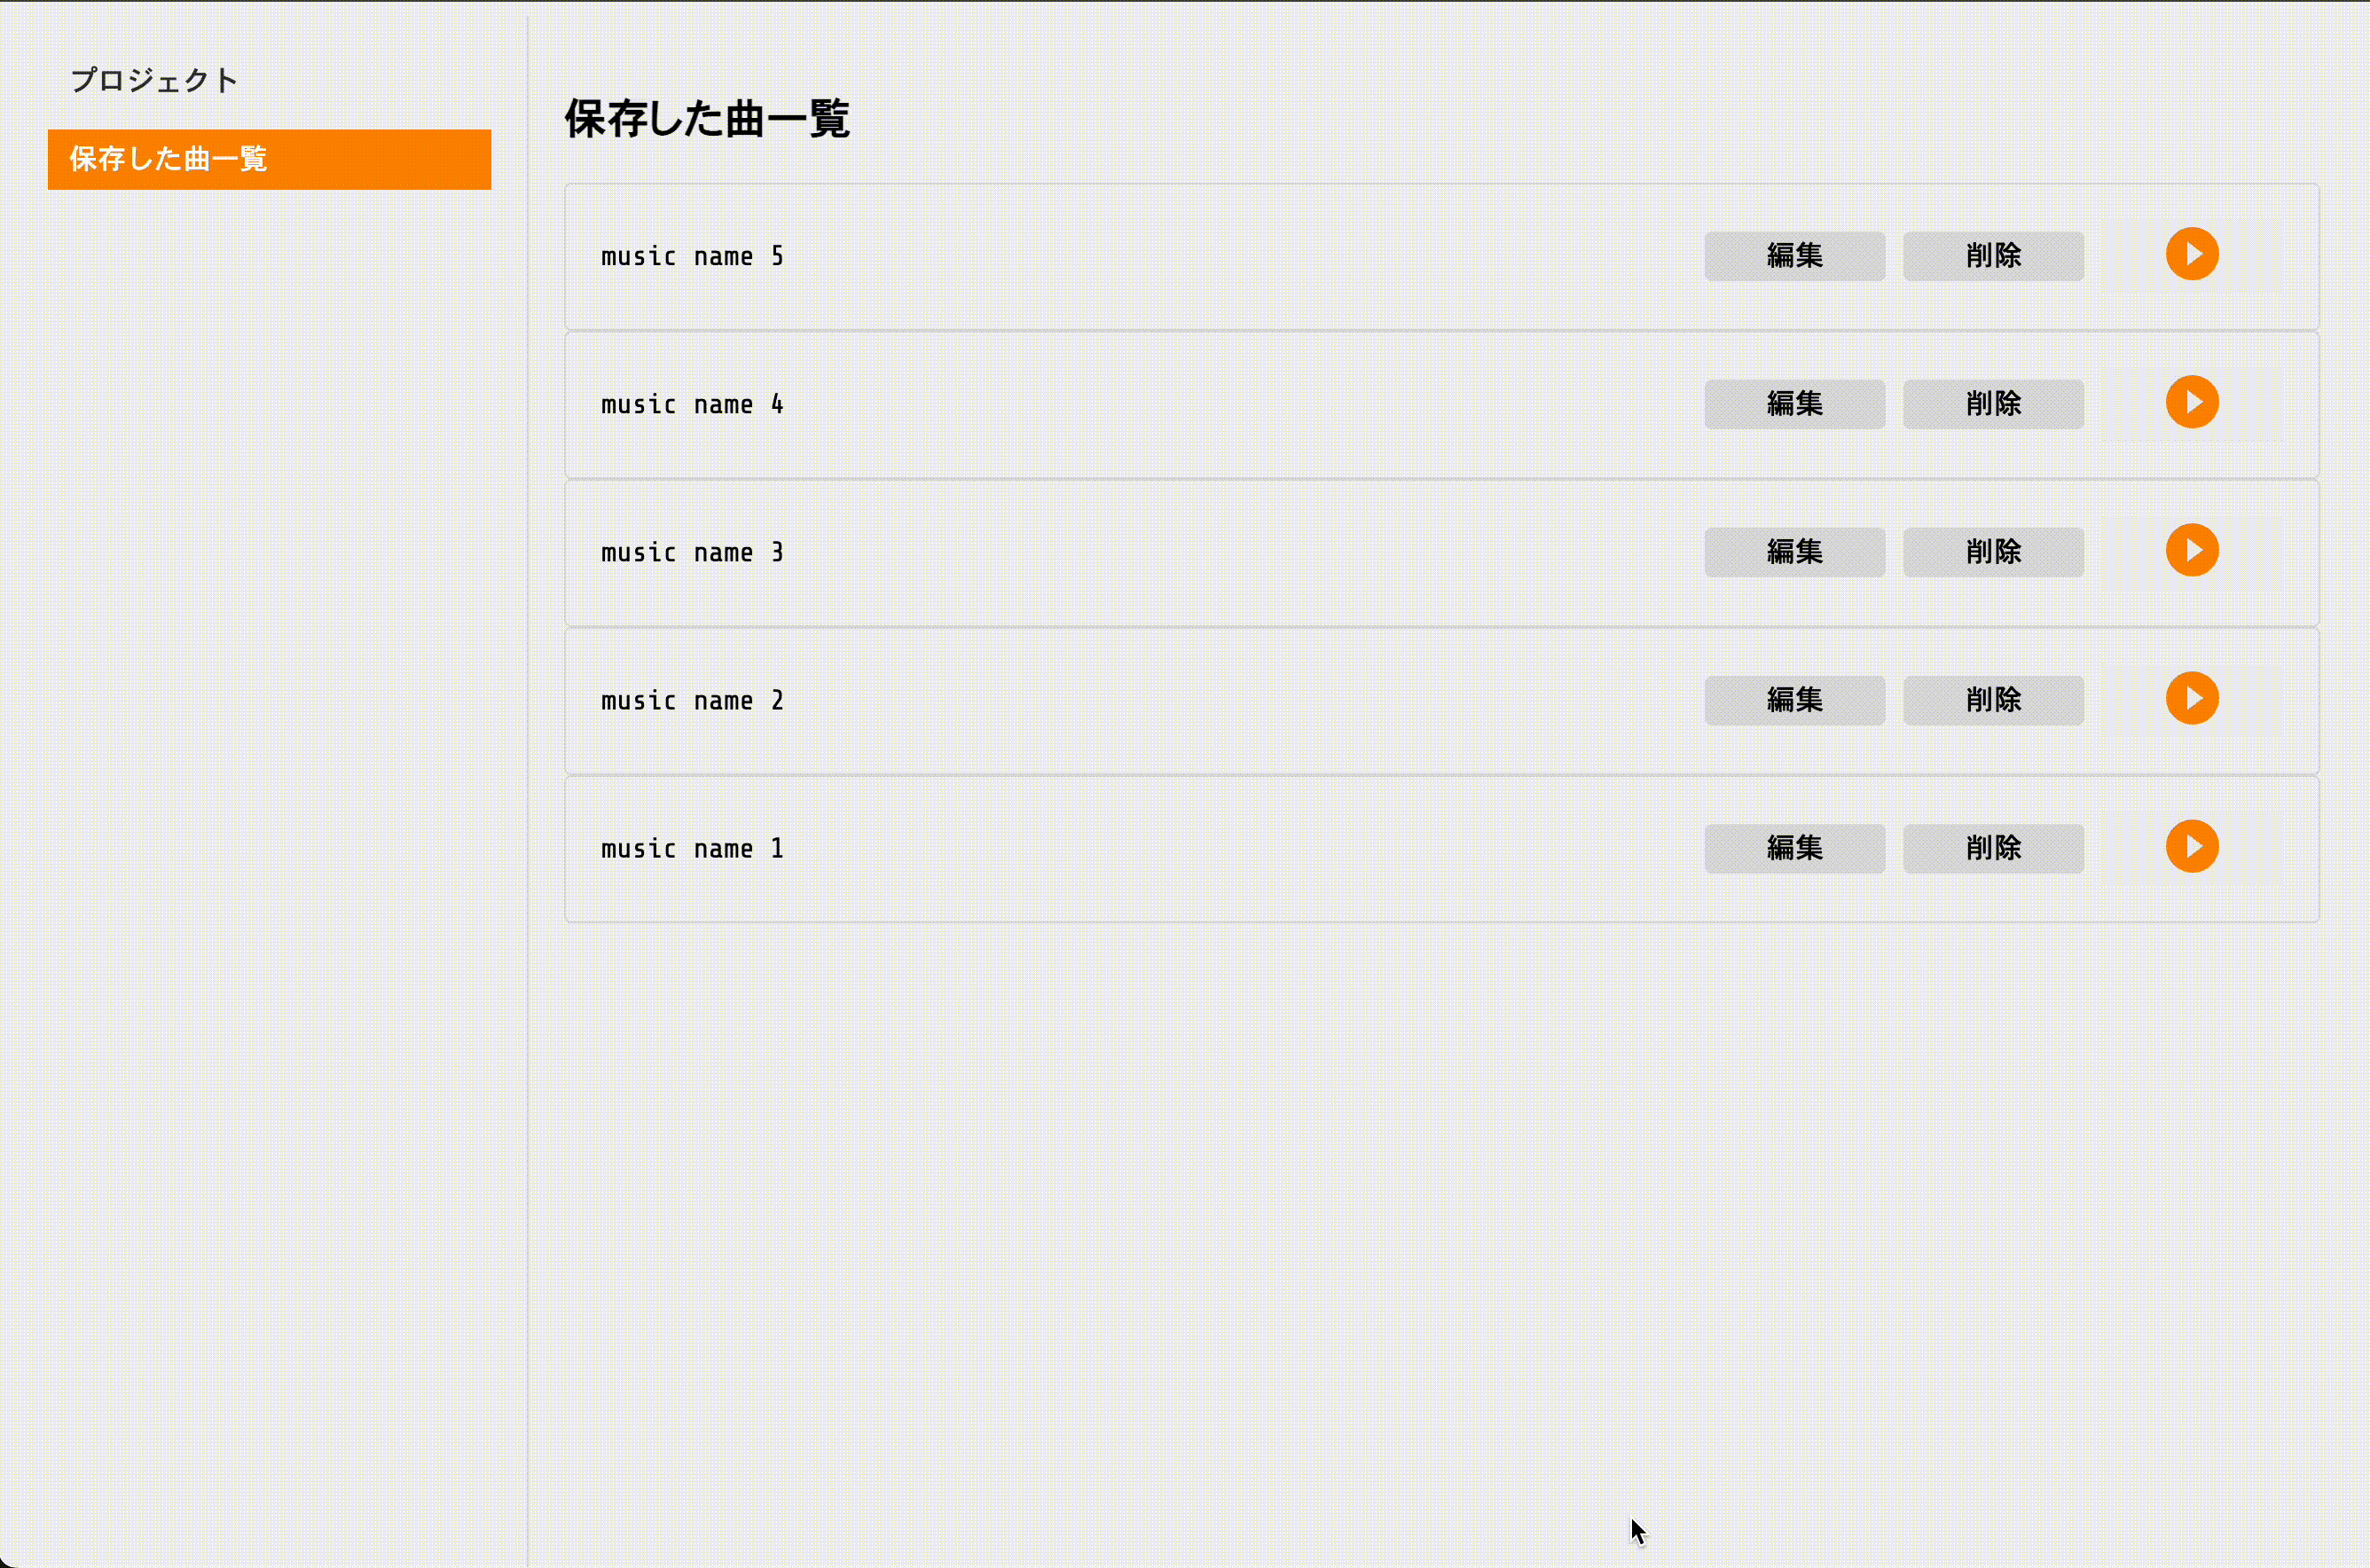 プロジェクト
保存した曲一覧
保存した曲一覧
music name 5 編集 削除
music name 4 編集 削除
music name 3 編集 削除
music name 2 編集 削除
music name 1 編集 削除